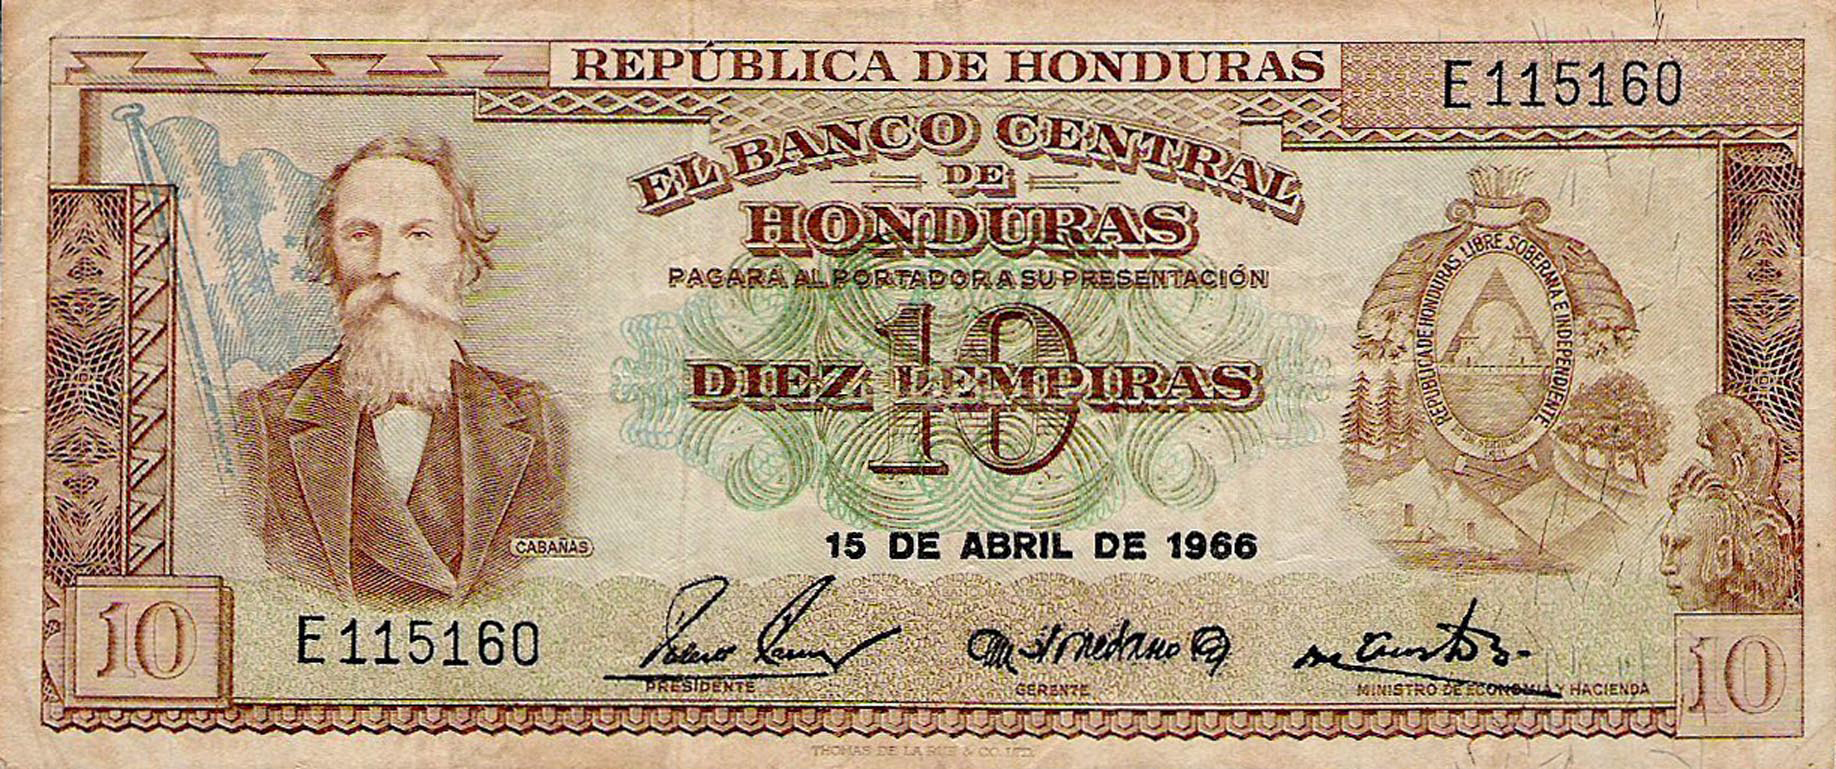 REPÚBLICA DE HONDURAS
E115160
EL BANCO CENTRAL
DE
HONDURAS
PAGARÁ AL PORTADOR A SU PRESENTACIÓN
10
DIEZ LEMPIRAS
REPUBLICA DE HONDURAS, LIBRE SOBERANA E INDEPENDIENTE
CABAÑAS
15 DE ABRIL DE 1966
10
E115160
PRESIDENTE
GERENTE
MINISTRO DE ECONOMIA Y HACIENDA
10
THOMAS DE LA RUE & CO. LTD.